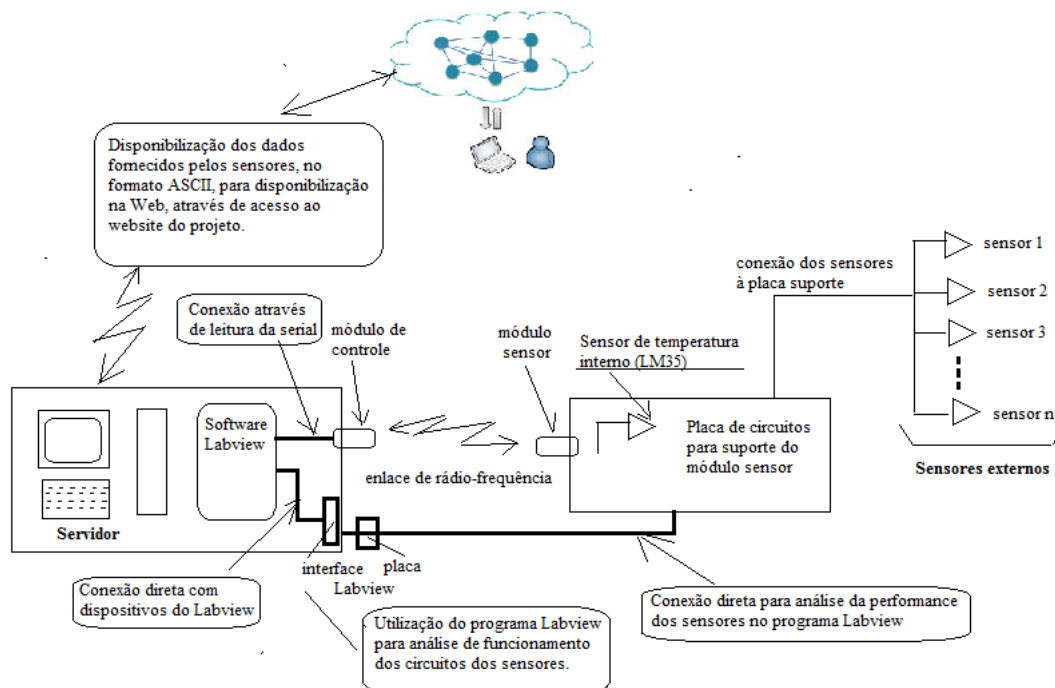 Disponibilização dos dados
fornecidos pelos sensores, no
formato ASCII, para disponibilização
na Web, através de acesso ao
website do projeto.
Conexão através
de leitura da serial
módulo de
controle
módulo
sensor
Sensor de temperatura
interno (LM35)
conexão dos sensores
à placa suporte
sensor 1
sensor 2
sensor 3
sensor n
Sensores externos
Software
Labview
Servidor
enlace de rádio-frequência
Placa de circuitos
para suporte do
módulo sensor
interface
Labview
placa
Conexão direta com
dispositivos do Labview
Utilização do programa Labview
para análise de funcionamento
dos circuitos dos sensores.
Conexão direta para análise da performance
dos sensores no programa Labview